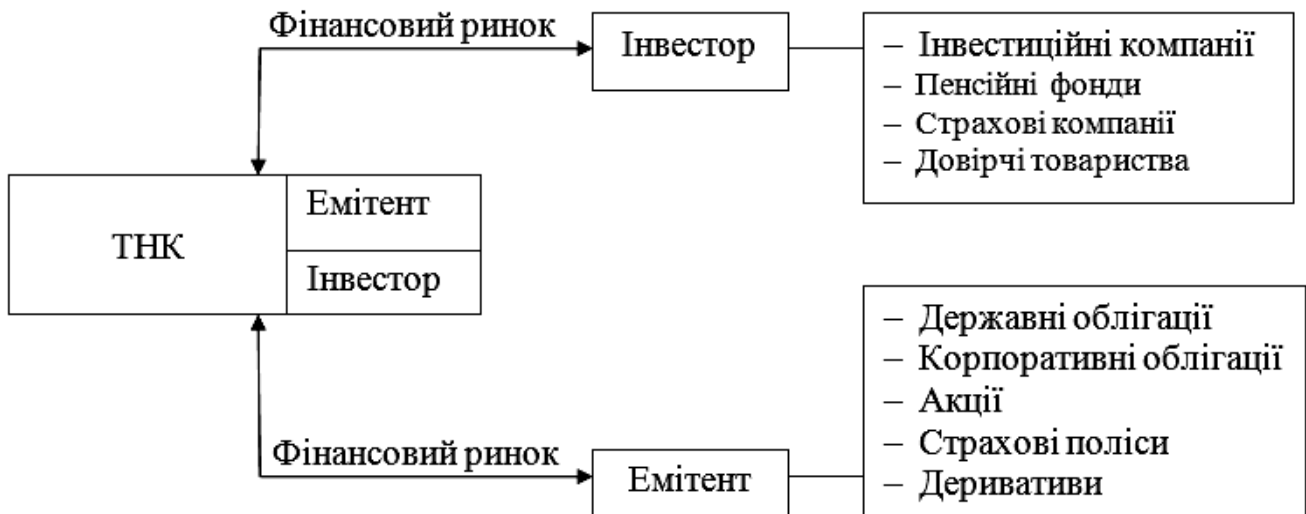 Фінансовий ринок
Інвестор
– Інвестиційні компанії
– Пенсійні фонди
– Страхові компанії
– Довірчі товариства
ТНК
Емітент
Інвестор
Фінансовий ринок
Емітент
– Державні облігації
– Корпоративні облігації
– Акції
– Страхові поліси
– Деривативи